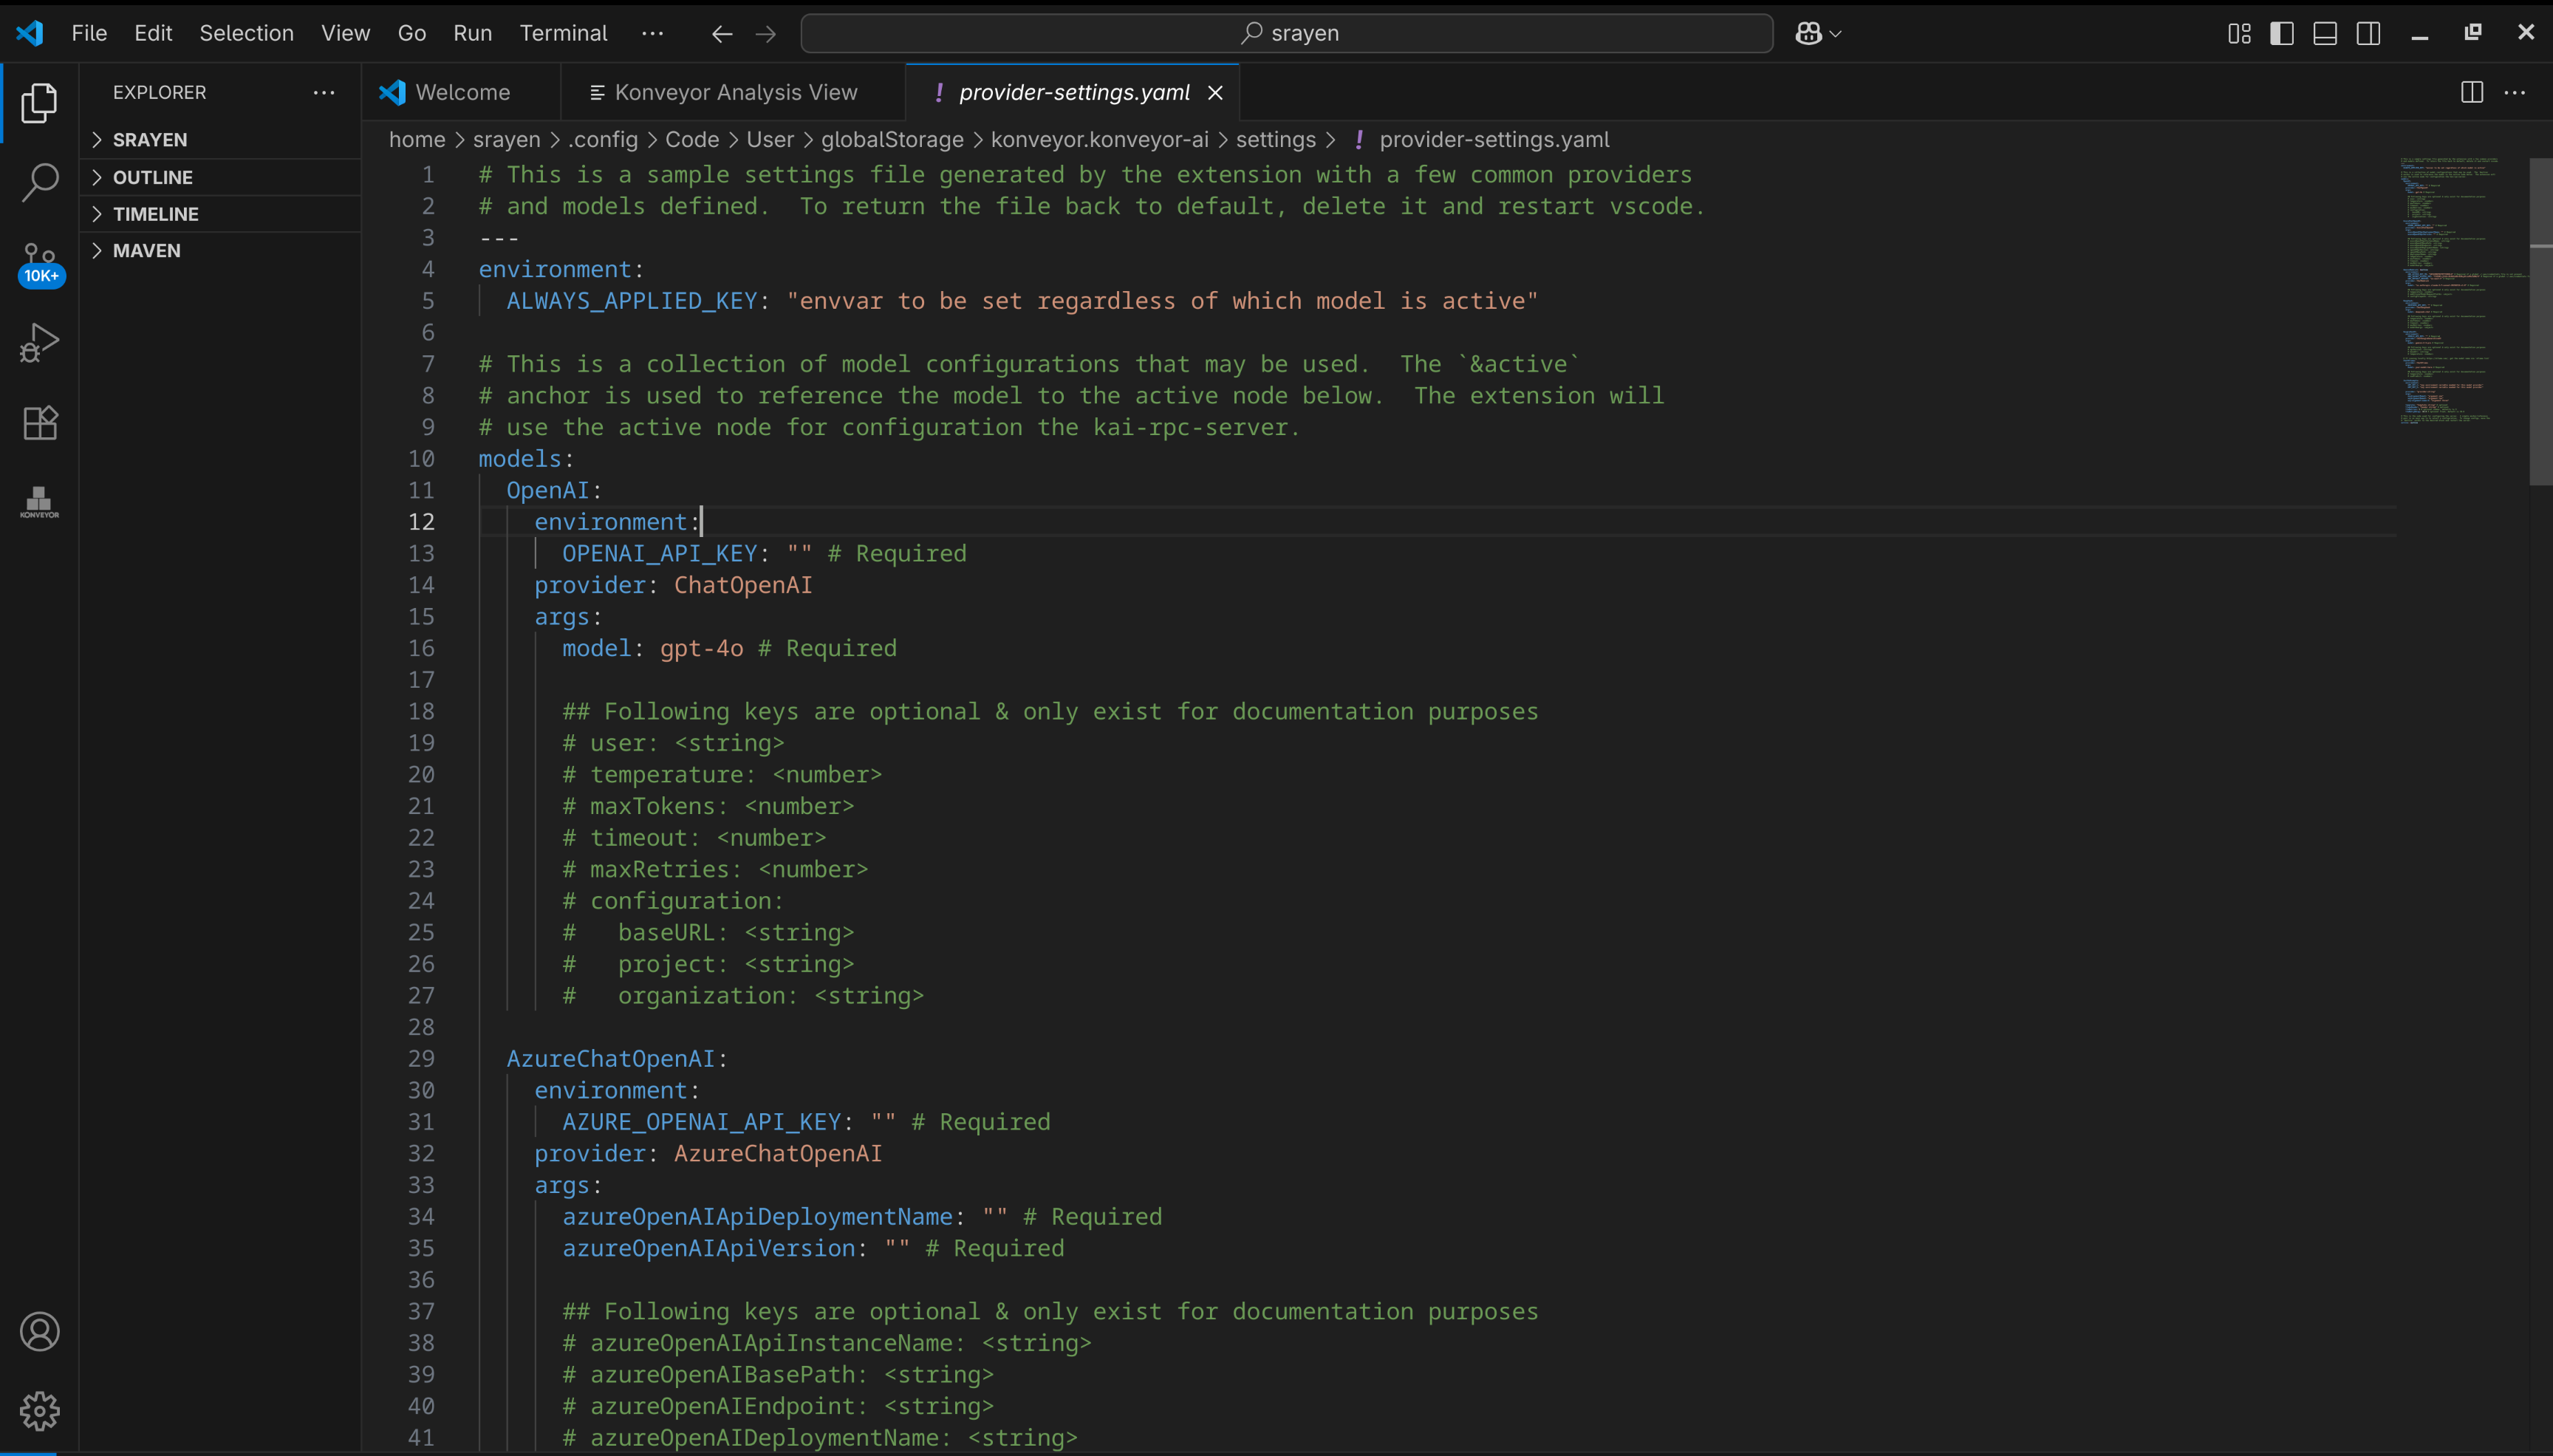 File Edit Selection View Go Run Terminal ··· srayen
EXPLORER ···
SRAYEN
OUTLINE
TIMELINE
MAVEN
10K+
KONVEYOR
Welcome Konveyor Analysis View ! provider-settings.yaml
home > srayen > .config > Code > User > globalStorage > konveyor.konveyor-ai > settings > ! provider-settings.yaml
1 # This is a sample settings file generated by the extension with a few common providers
2 # and models defined.  To return the file back to default, delete it and restart vscode.
3 ---
4 environment:
5   ALWAYS_APPLIED_KEY: "envvar to be set regardless of which model is active"
6
7 # This is a collection of model configurations that may be used.  The `&active`
8 # anchor is used to reference the model to the active node below.  The extension will
9 # use the active node for configuration the kai-rpc-server.
10 models:
11   OpenAI:
12     environment:
13       OPENAI_API_KEY: "" # Required
14     provider: ChatOpenAI
15     args:
16       model: gpt-4o # Required
17
18       ## Following keys are optional & only exist for documentation purposes
19       # user: <string>
20       # temperature: <number>
21       # maxTokens: <number>
22       # timeout: <number>
23       # maxRetries: <number>
24       # configuration:
25       #   baseURL: <string>
26       #   project: <string>
27       #   organization: <string>
28
29   AzureChatOpenAI:
30     environment:
31       AZURE_OPENAI_API_KEY: "" # Required
32     provider: AzureChatOpenAI
33     args:
34       azureOpenAIApiDeploymentName: "" # Required
35       azureOpenAIApiVersion: "" # Required
36
37       ## Following keys are optional & only exist for documentation purposes
38       # azureOpenAIApiInstanceName: <string>
39       # azureOpenAIBasePath: <string>
40       # azureOpenAIEndpoint: <string>
41       # azureOpenAIDeploymentName: <string>